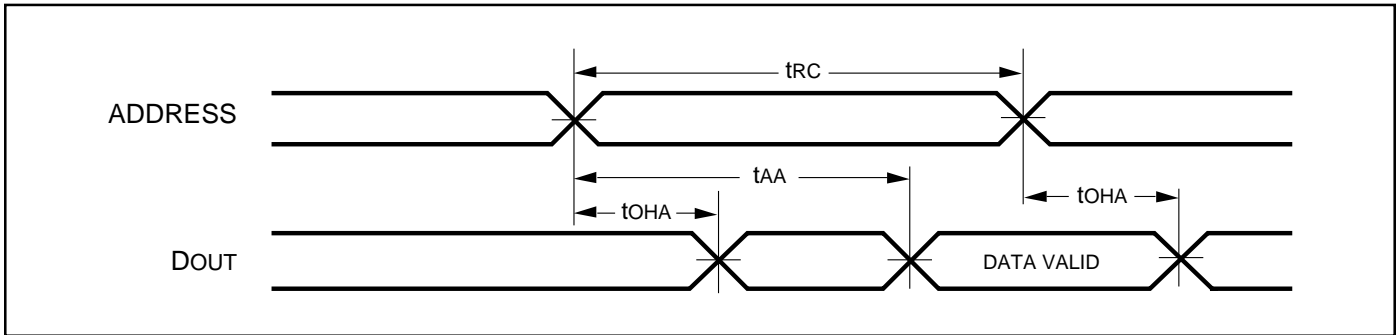 tRC
ADDRESS
tAA
tOHA
tOHA
DOUT
DATA VALID